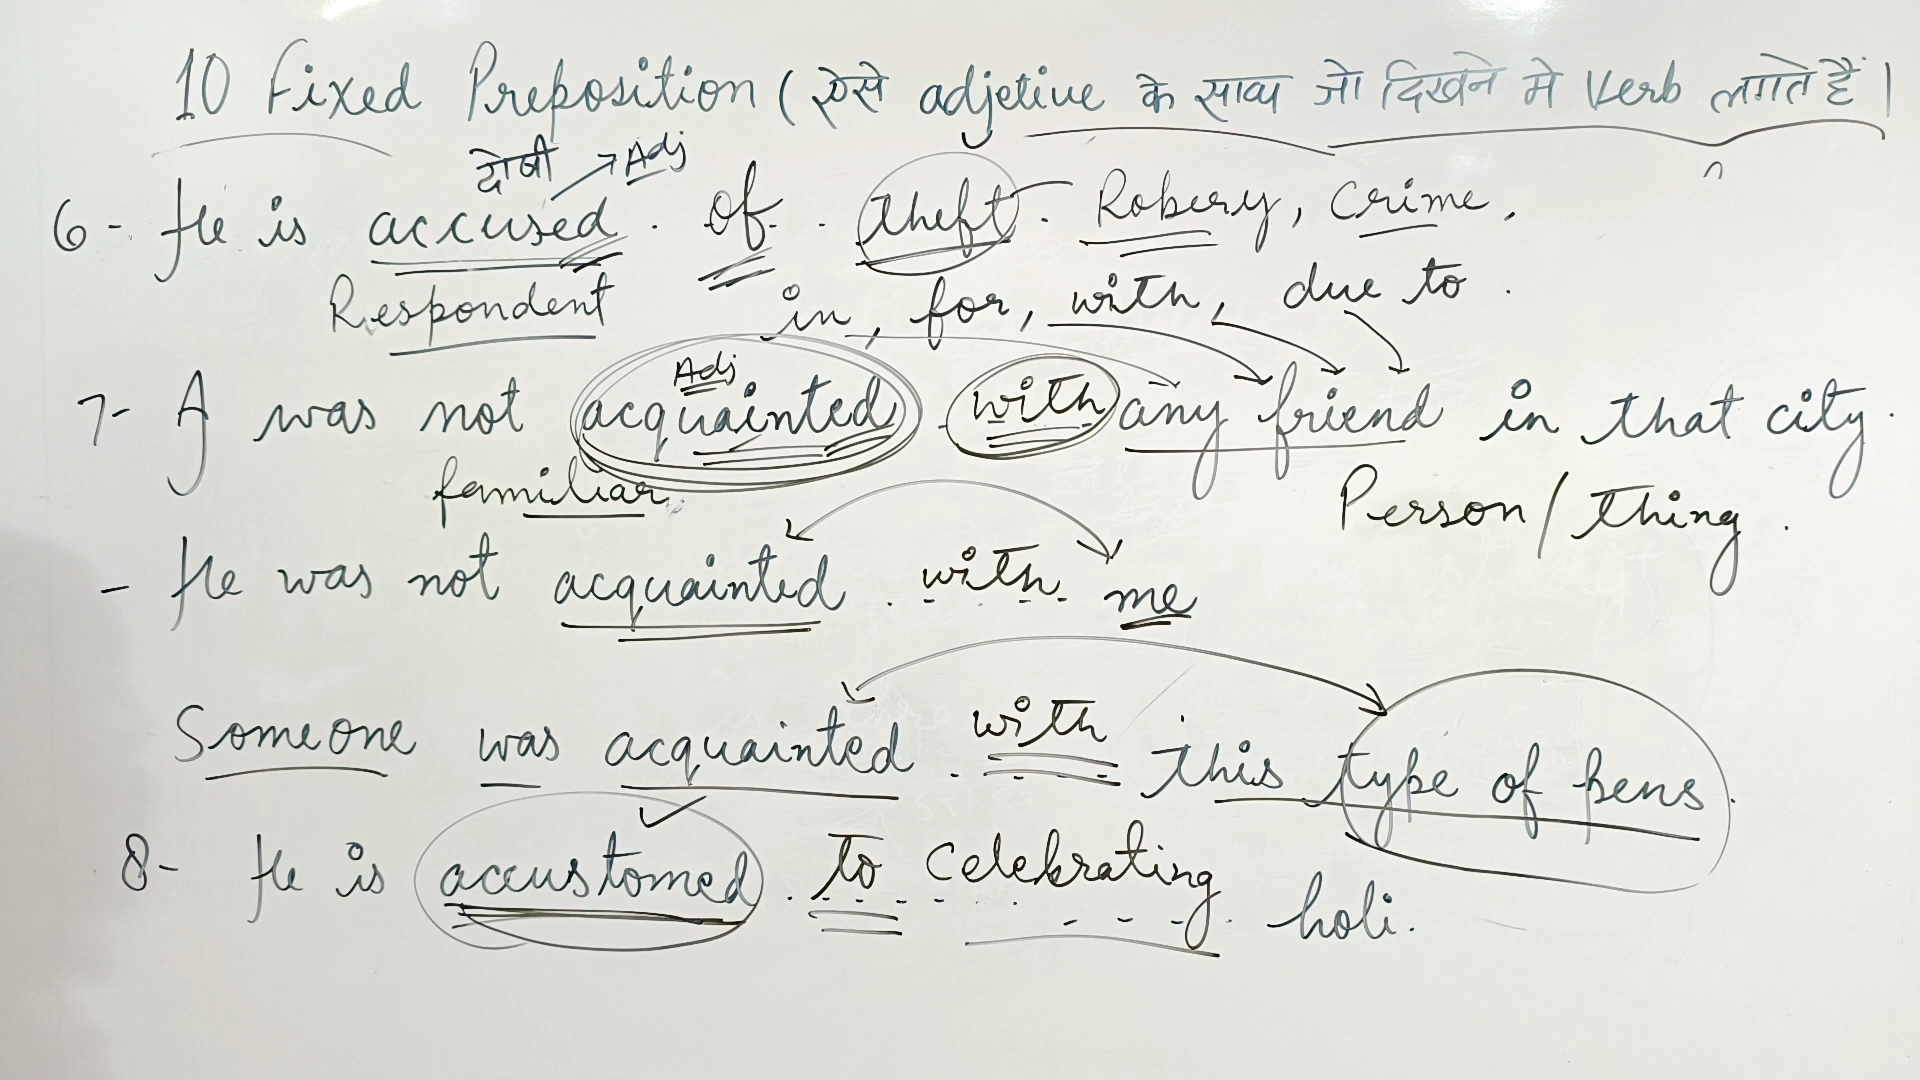 10 Fixed Preposition ( ऐसे adjetive के साथ जो दिखने मे Verb लगते हैं।
दोषी → Adj
6 - He is accused . of . theft . Robery, Crime,
Respondent in, for, with, due to .
Adj
7- I was not acquainted . with any friend in that city .
familiar Person / thing .
- He was not acquainted . with . me
Someone was acquainted . with this type of pens .
8- He is accustomed . to celebrating holi .